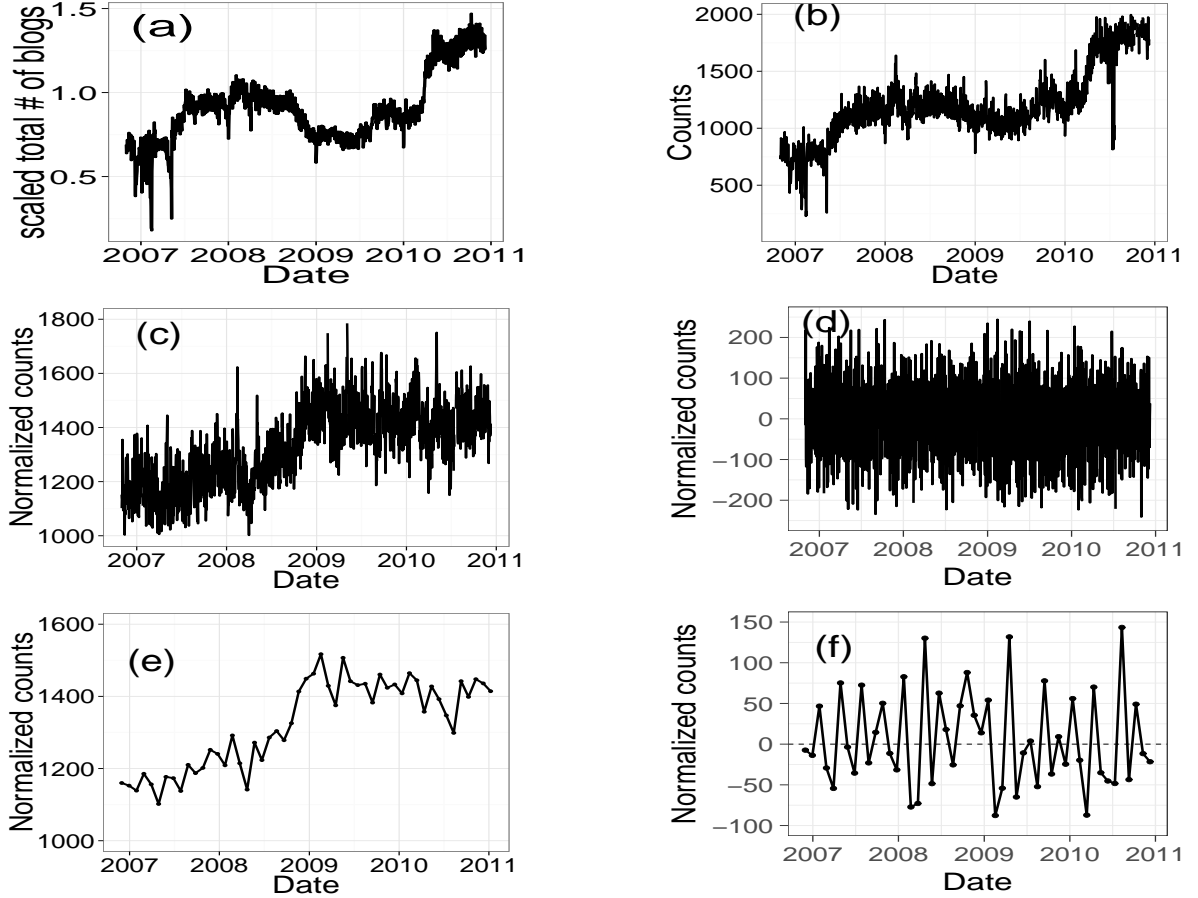 (a)
scaled total # of blogs
1.5
1.0
0.5
2007 2008 2009 2010 2011
Date
(b)
Counts
2000
1500
1000
500
2007 2008 2009 2010 2011
Date
(c)
Normalized counts
1800
1600
1400
1200
1000
2007 2008 2009 2010 2011
Date
(d)
Normalized counts
200
100
0
−100
−200
2007 2008 2009 2010 2011
Date
(e)
Normalized counts
1600
1400
1200
1000
2007 2008 2009 2010 2011
Date
(f)
Normalized counts
150
100
50
0
−50
−100
2007 2008 2009 2010 2011
Date